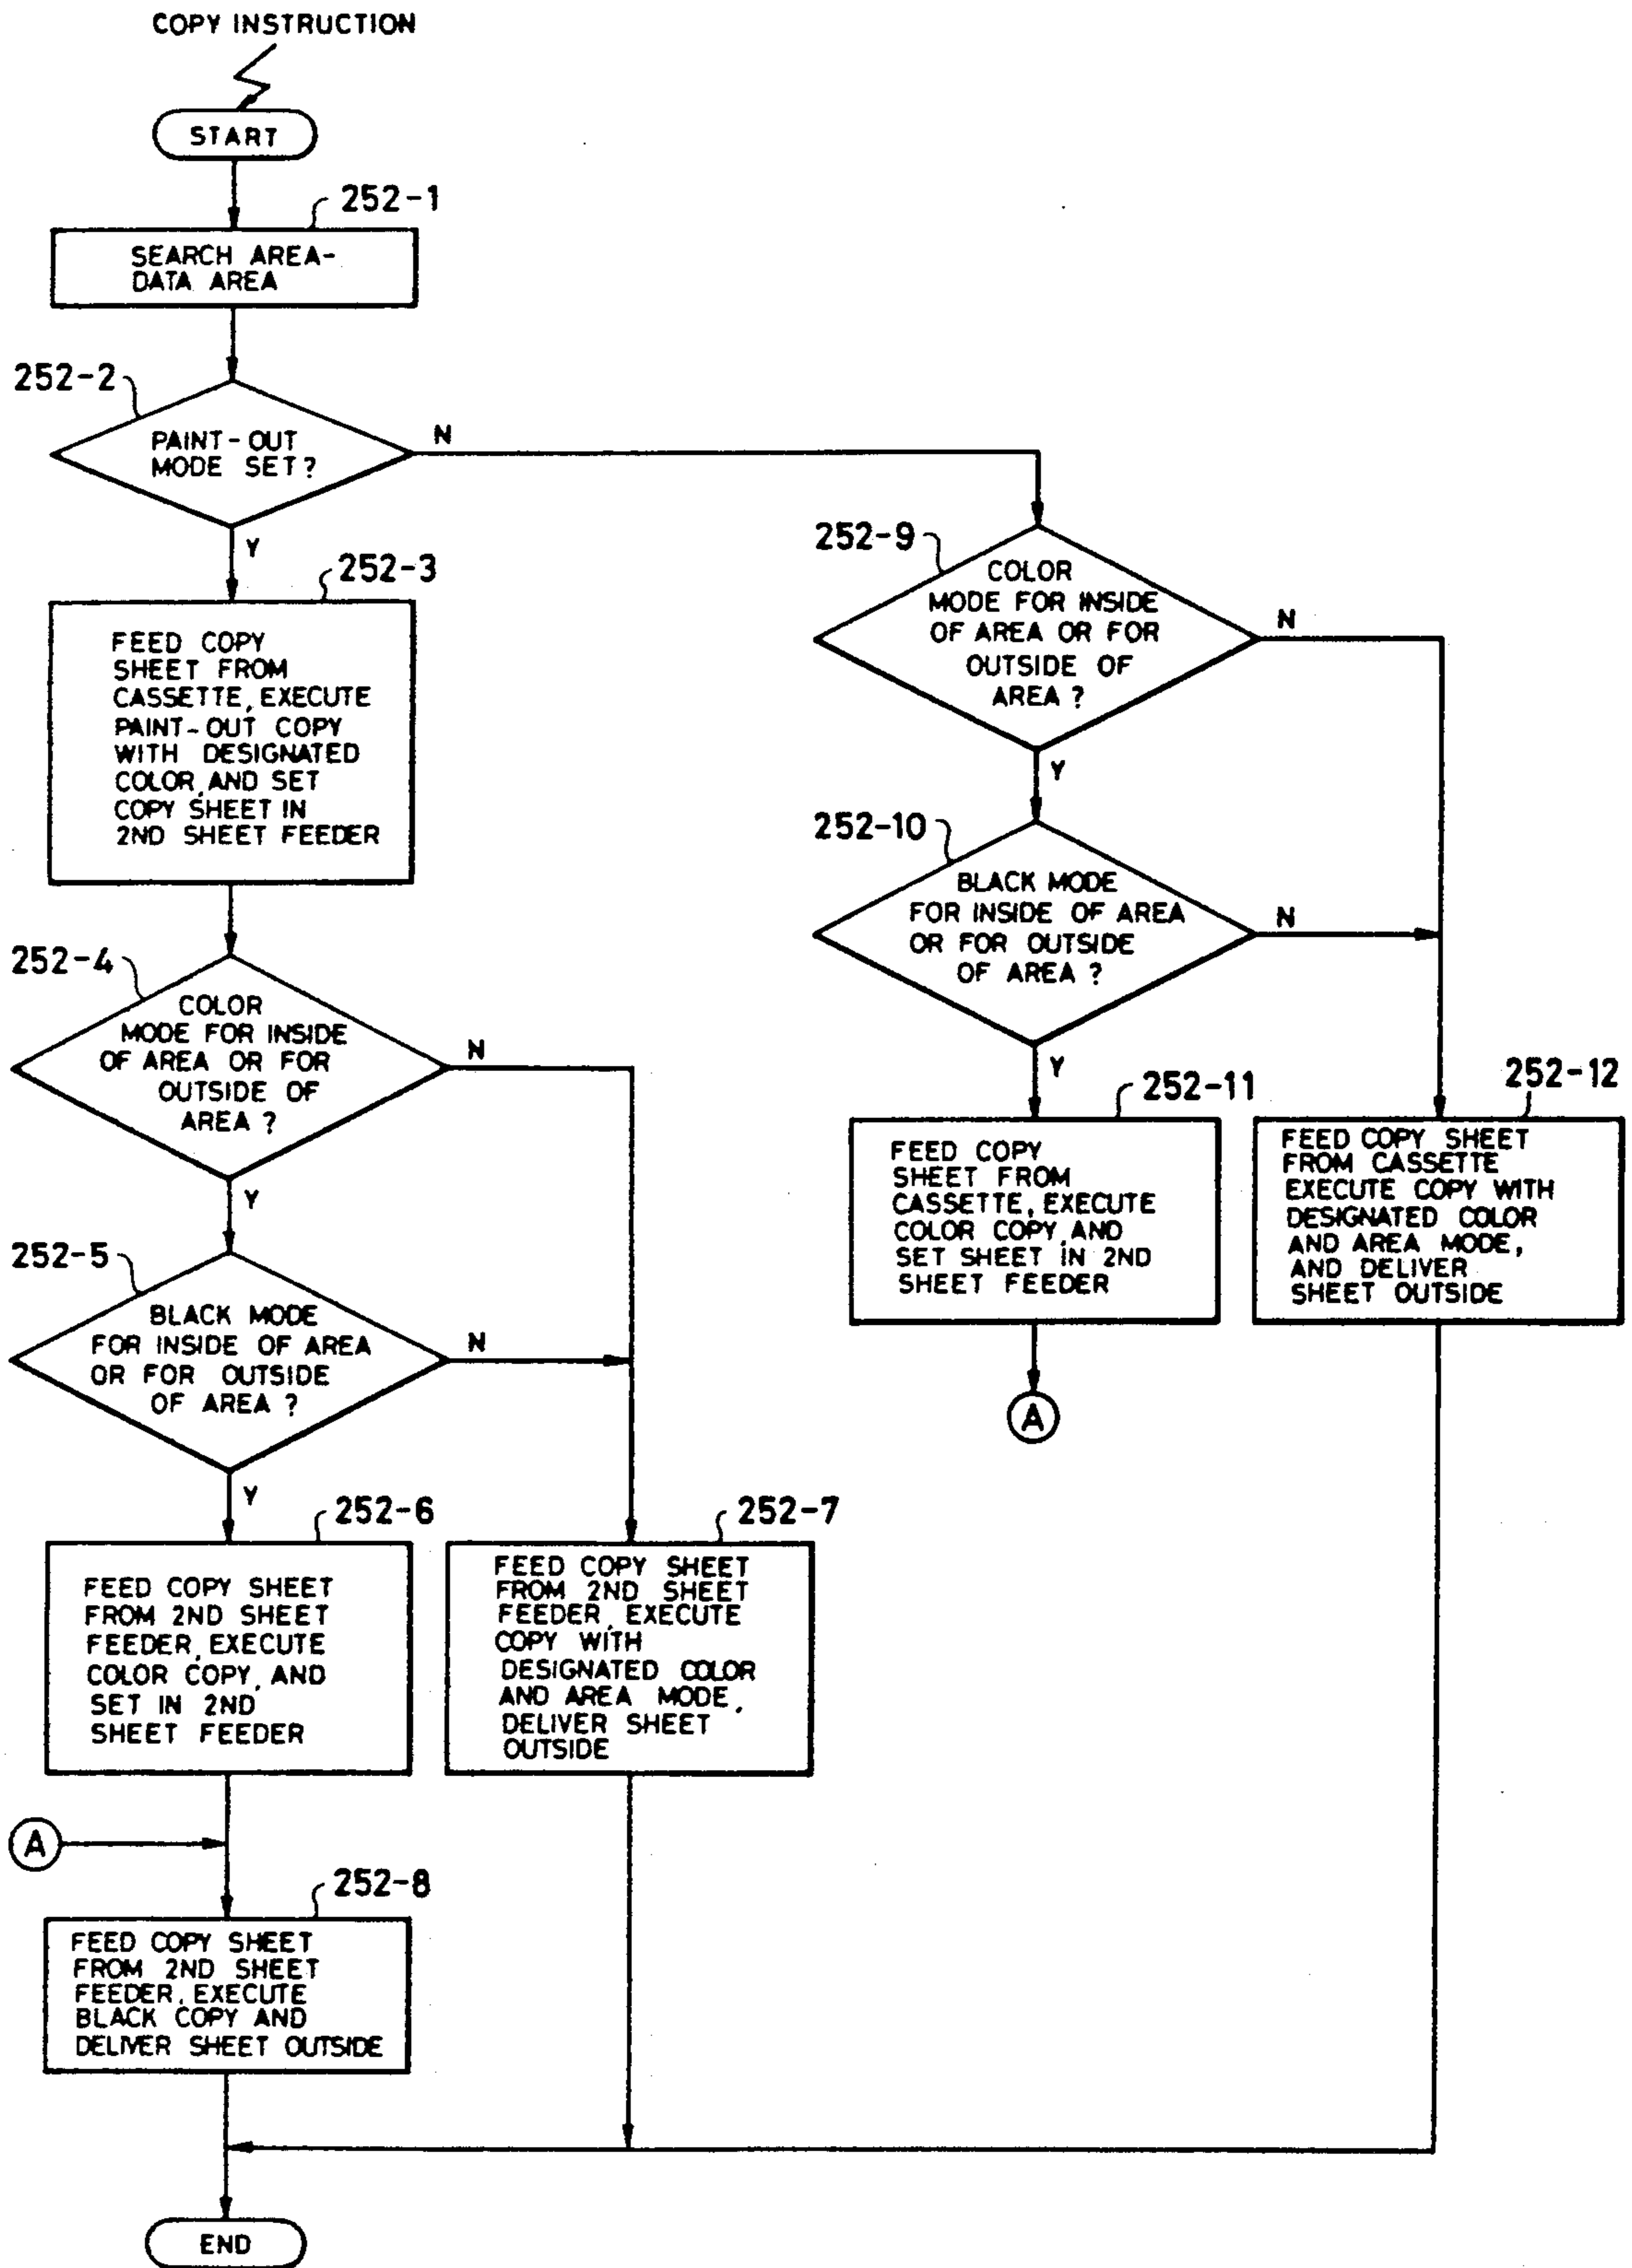 COPY INSTRUCTION
START
252-1
SEARCH AREA-
DATA AREA
252-2
PAINT-OUT
MODE SET?
N
Y
252-3
FEED COPY
SHEET FROM
CASSETTE, EXECUTE
PAINT-OUT COPY
WITH DESIGNATED
COLOR, AND SET
COPY SHEET IN
2ND SHEET FEEDER
252-4
COLOR
MODE FOR INSIDE
OF AREA OR FOR
OUTSIDE OF
AREA ?
N
Y
252-5
BLACK MODE
FOR INSIDE OF AREA
OR FOR OUTSIDE
OF AREA ?
N
Y
252-6
FEED COPY SHEET
FROM 2ND SHEET
FEEDER, EXECUTE
COLOR COPY, AND
SET IN 2ND
SHEET FEEDER
252-7
FEED COPY SHEET
FROM 2ND SHEET
FEEDER, EXECUTE
COPY WITH
DESIGNATED COLOR
AND AREA MODE,
DELIVER SHEET
OUTSIDE
A
252-8
FEED COPY SHEET
FROM 2ND SHEET
FEEDER, EXECUTE
BLACK COPY AND
DELIVER SHEET OUTSIDE
END
252-9
COLOR
MODE FOR INSIDE
OF AREA OR FOR
OUTSIDE OF
AREA ?
N
Y
252-10
BLACK MODE
FOR INSIDE OF AREA
OR FOR OUTSIDE
OF AREA ?
N
Y
252-11
FEED COPY
SHEET FROM
CASSETTE, EXECUTE
COLOR COPY, AND
SET SHEET IN 2ND
SHEET FEEDER
A
252-12
FEED COPY SHEET
FROM CASSETTE
EXECUTE COPY WITH
DESIGNATED COLOR
AND AREA MODE,
AND DELIVER
SHEET OUTSIDE